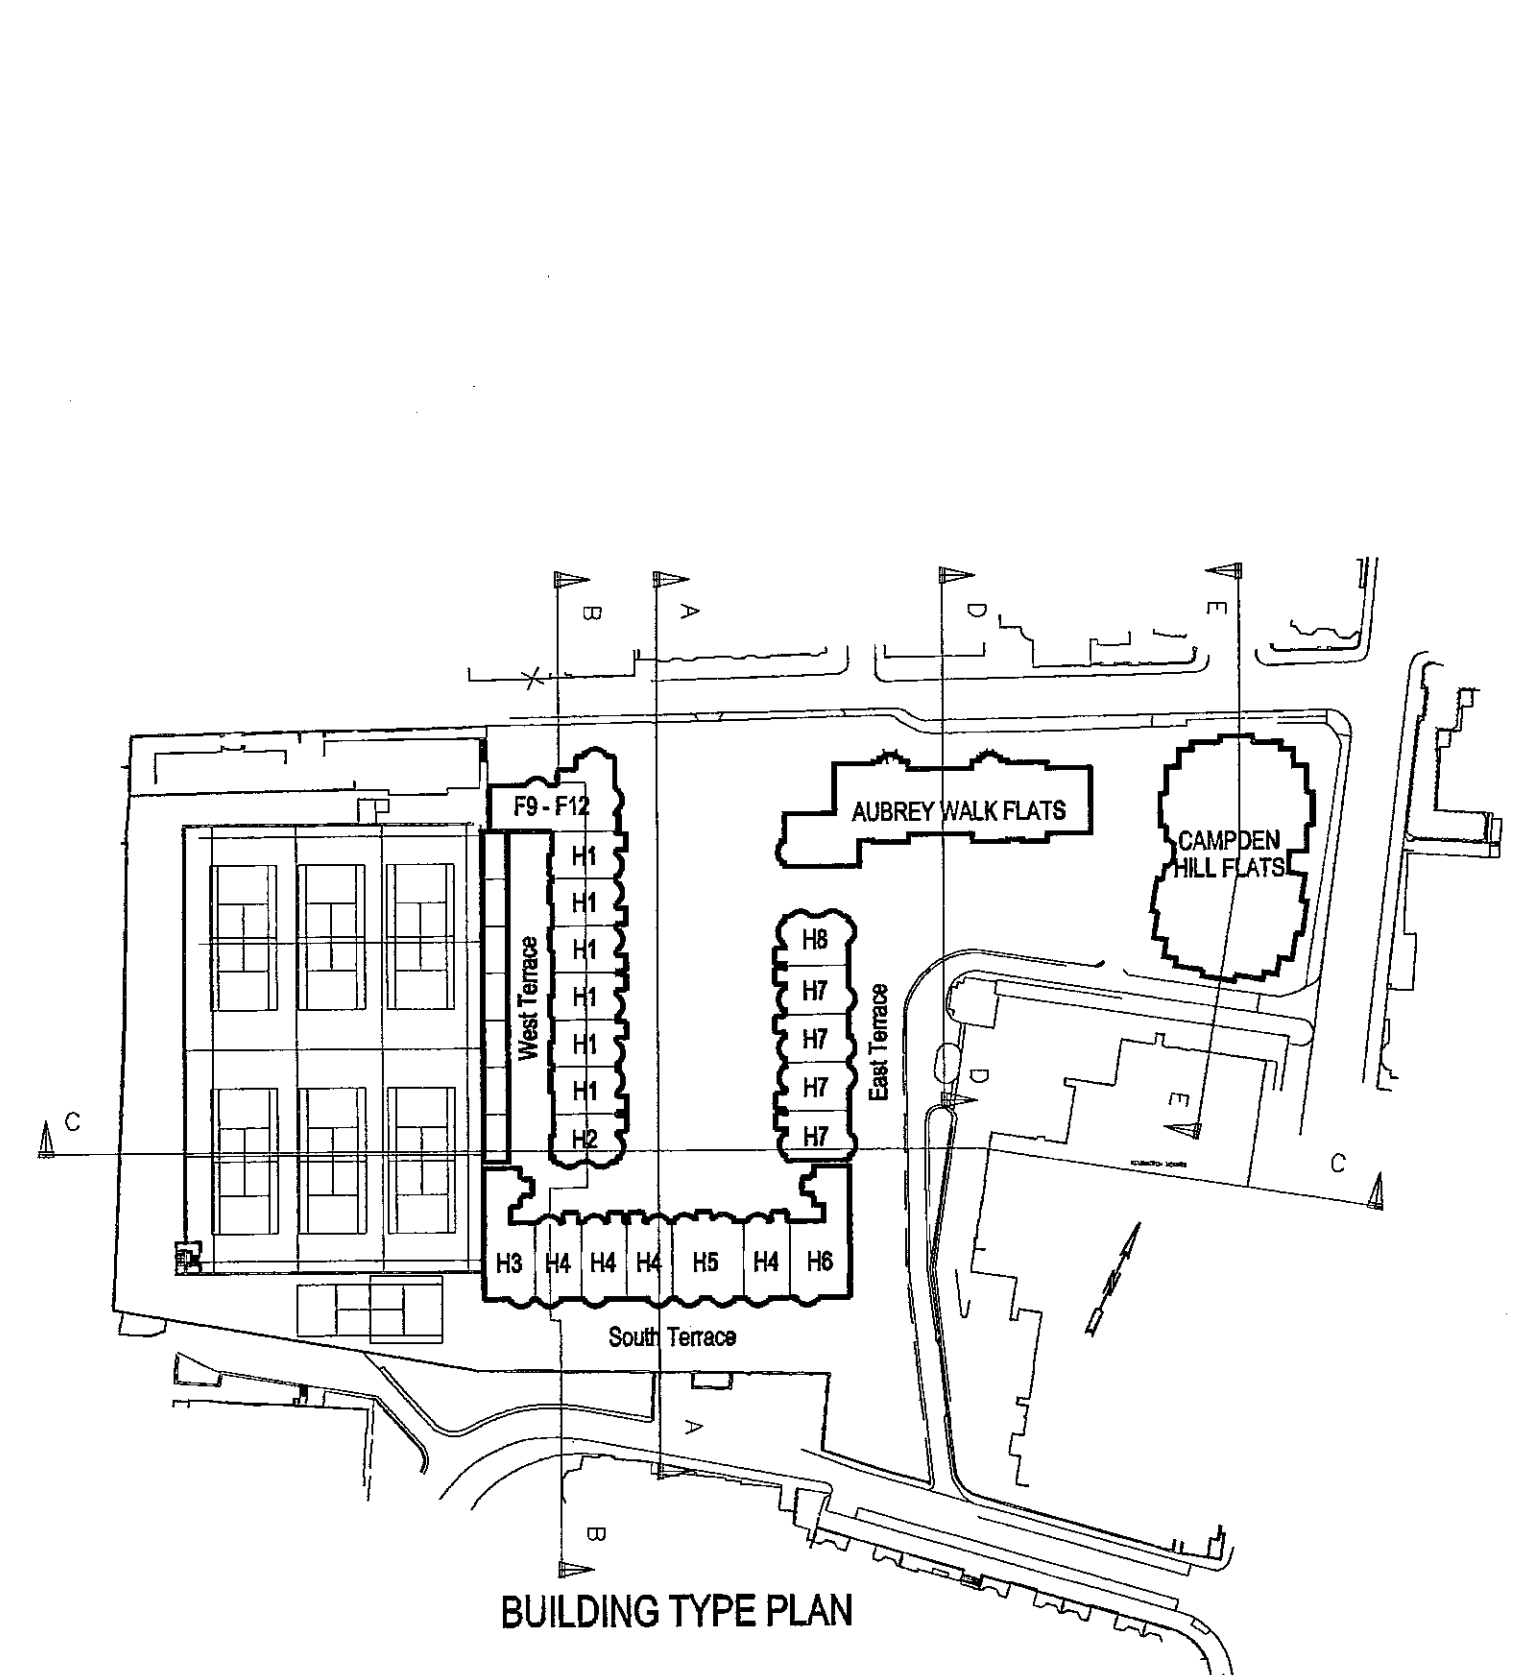 B
A
D
E
F9 - F12
AUBREY WALK FLATS
CAMPDEN
HILL FLATS
H1
H1
H1
H1
H1
H1
H2
West Terrace
H8
H7
H7
H7
H7
East Terrace
D
E
C
C
N
H3
H4
H4
H4
H5
H4
H6
South Terrace
A
B
BUILDING TYPE PLAN